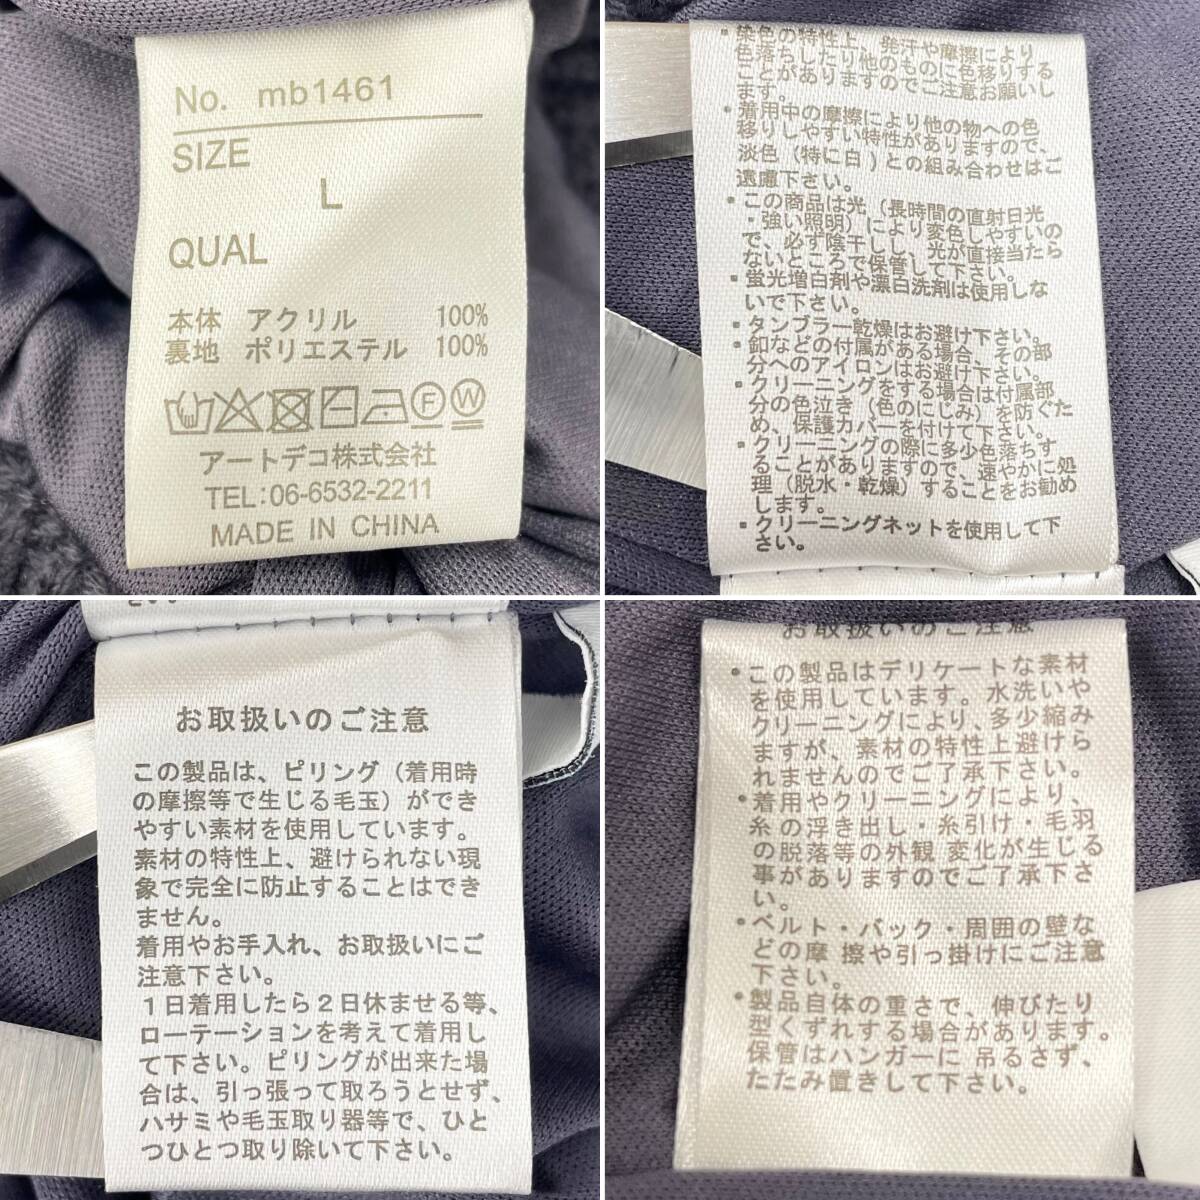 No. mb1461
SIZE
L
QUAL
本体 アクリル 100%
裏地 ポリエステル 100%
F W
アートデコ株式会社
TEL:06-6532-2211
MADE IN CHINA
・染色の特性上、発汗や摩擦により
色落ちしたり他のものに色移りする
ことがありますのでご注意お願いし
ます。
・着用中の摩擦により他の物への色
移りしやすい特性がありますので、
淡色(特に白)との組み合わせはご
遠慮下さい。
・この商品は光(長時間の直射日光
・強い照明)により変色しやすいの
で、必ず陰干しし、光が直接当たら
ないところで保管して下さい。
・蛍光増白剤や漂白洗剤は使用しな
いで下さい。
・タンブラー乾燥はお避け下さい。
・釦などの付属がある場合、その部
分へのアイロンはお避け下さい。
・クリーニングをする場合は付属部
分の色泣き(色のにじみ)を防ぐた
め、保護カバーを付けて下さい。
・クリーニングの際に多少色落ちす
ることがありますので、速やかに処
理(脱水・乾燥)することをお勧め
します。
・クリーニングネットを使用して下
さい。
お取扱いのご注意
この製品は、ピリング(着用時
の摩擦等で生じる毛玉)ができ
やすい素材を使用しています。
素材の特性上、避けられない現
象で完全に防止することはでき
ません。
着用やお手入れ、お取扱いにご
注意下さい。
1日着用したら2日休ませる等、
ローテーションを考えて着用し
て下さい。ピリングが出来た場
合は、引っ張って取ろうとせず、
ハサミや毛玉取り器等で、ひと
つひとつ取り除いて下さい。
お取扱いのご注意
・この製品はデリケートな素材
を使用しています。水洗いや
クリーニングにより、多少縮み
ますが、素材の特性上避けら
れませんのでご了承下さい。
・着用やクリーニングにより、
糸の浮き出し・糸引け・毛羽
の脱落等の外観 変化が生じる
事がありますのでご了承下さ
い。
・ベルト・バック・周囲の壁な
どの摩 擦や引っ掛けにご注意
下さい。
・製品自体の重さで、伸びたり
型くずれする場合があります。
保管はハンガーに 吊るさず、
たたみ置きして下さい。